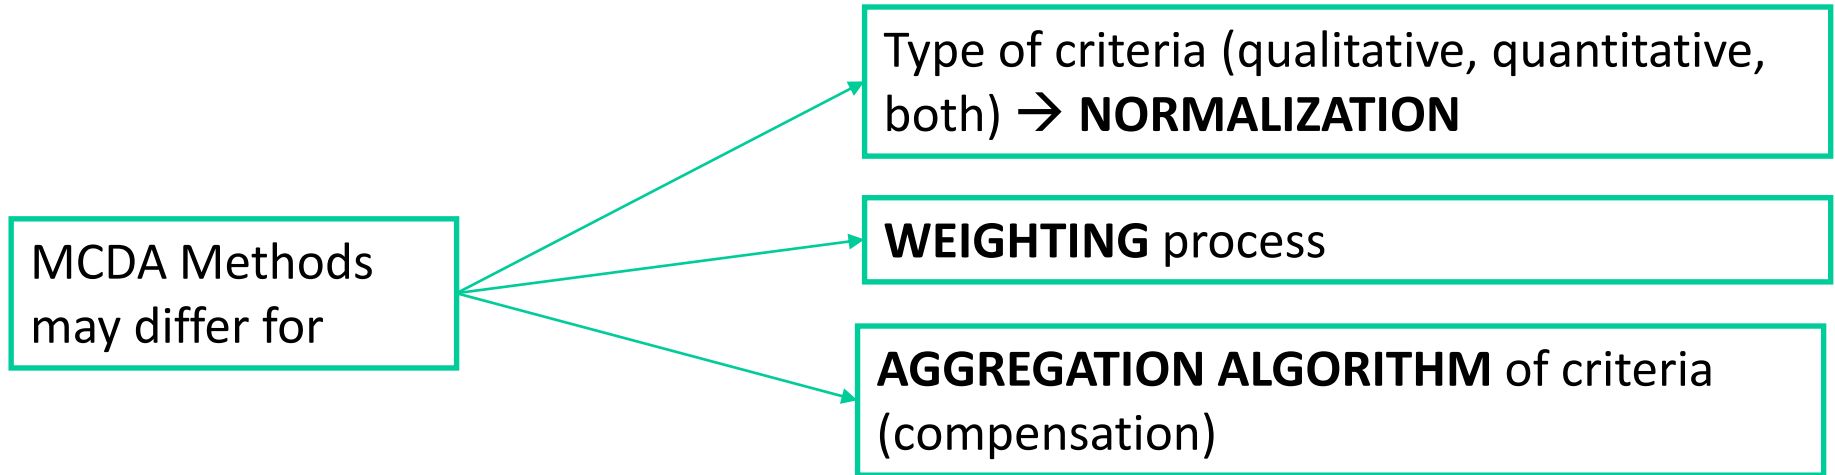 MCDA Methods
may differ for
Type of criteria (qualitative, quantitative,
both) → NORMALIZATION
WEIGHTING process
AGGREGATION ALGORITHM of criteria
(compensation)